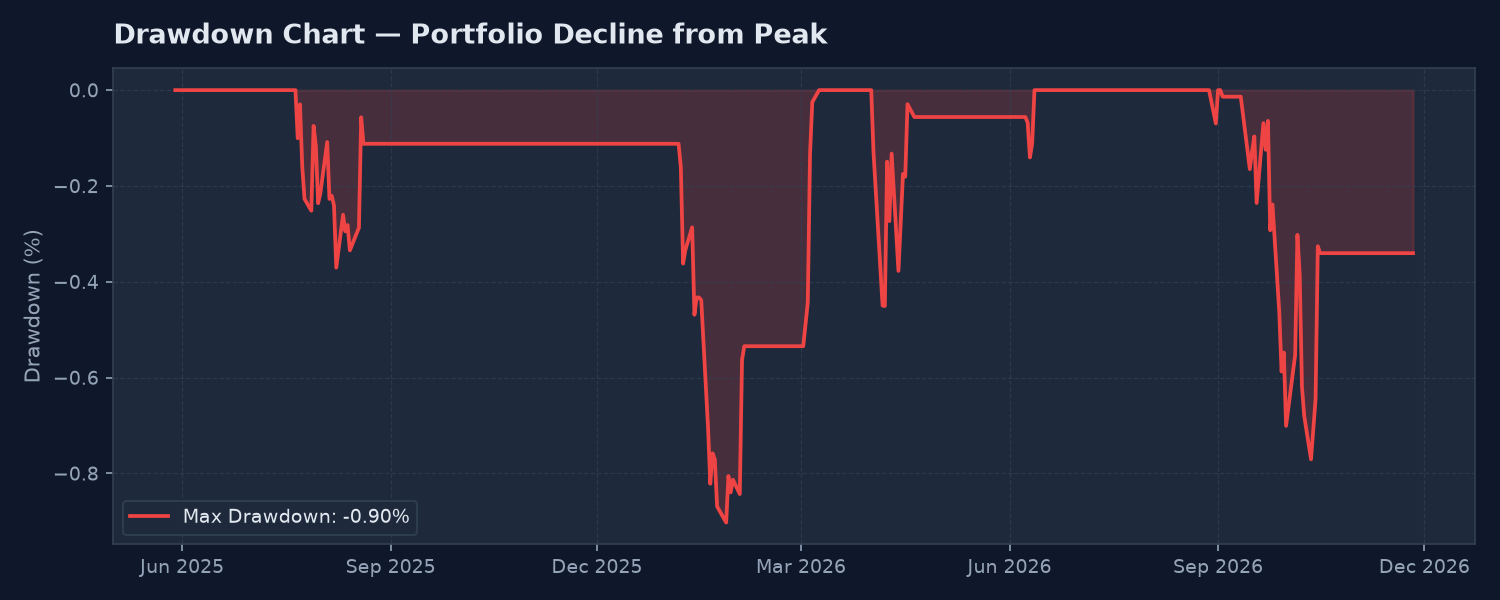 Drawdown Chart — Portfolio Decline from Peak
Drawdown (%)
0.0
−0.2
−0.4
−0.6
−0.8
Max Drawdown: -0.90%
Jun 2025
Sep 2025
Dec 2025
Mar 2026
Jun 2026
Sep 2026
Dec 2026